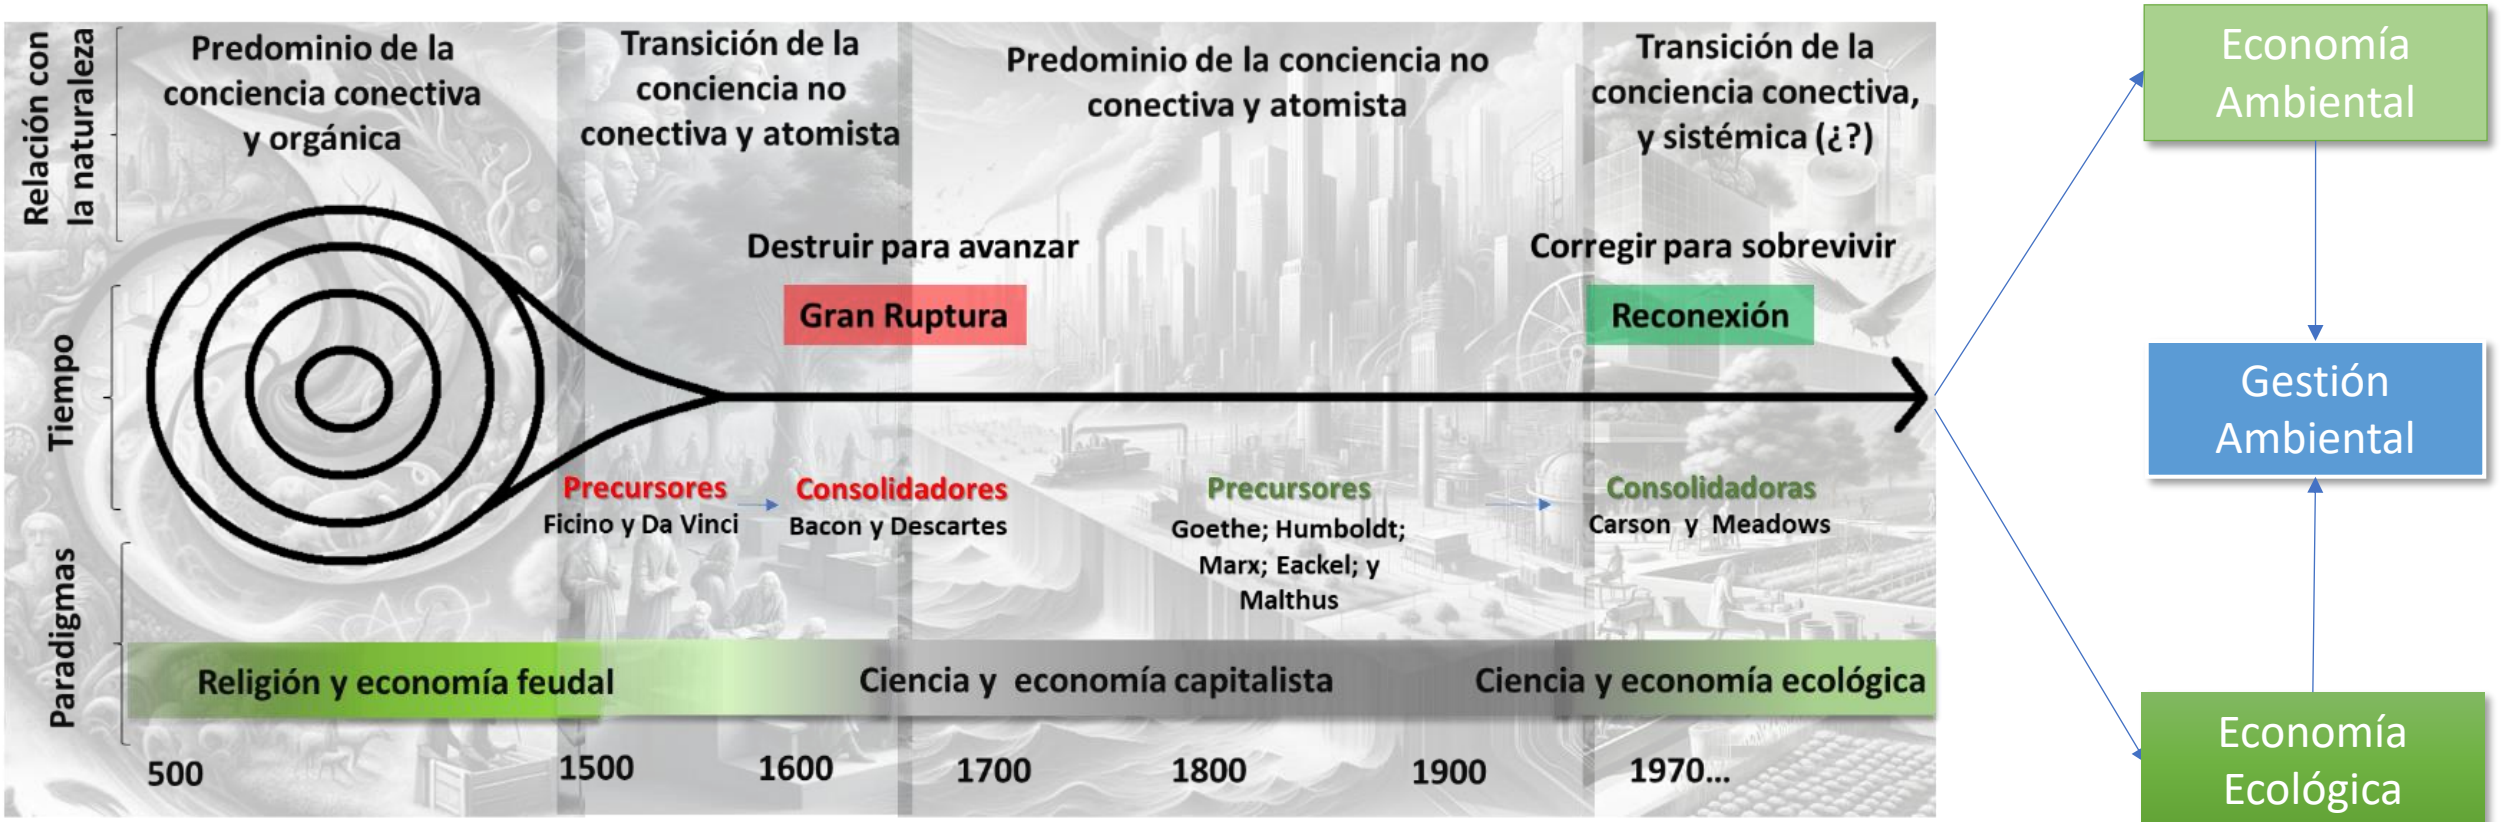 Relación con
la naturaleza
Predominio de la
conciencia conectiva
y orgánica
Transición de la
conciencia no
conectiva y atomista
Predominio de la conciencia no
conectiva y atomista
Transición de la
conciencia conectiva,
y sistémica (¿?)
Tiempo
Destruir para avanzar
Gran Ruptura
Corregir para sobrevivir
Reconexión
Precursores
Ficino y Da Vinci
Consolidadores
Bacon y Descartes
Precursores
Goethe; Humboldt;
Marx; Eackel; y
Malthus
Consolidadoras
Carson y Meadows
Paradigmas
Religión y economía feudal
Ciencia y economía capitalista
Ciencia y economía ecológica
500
1500
1600
1700
1800
1900
1970...
Economía
Ambiental
Gestión
Ambiental
Economía
Ecológica